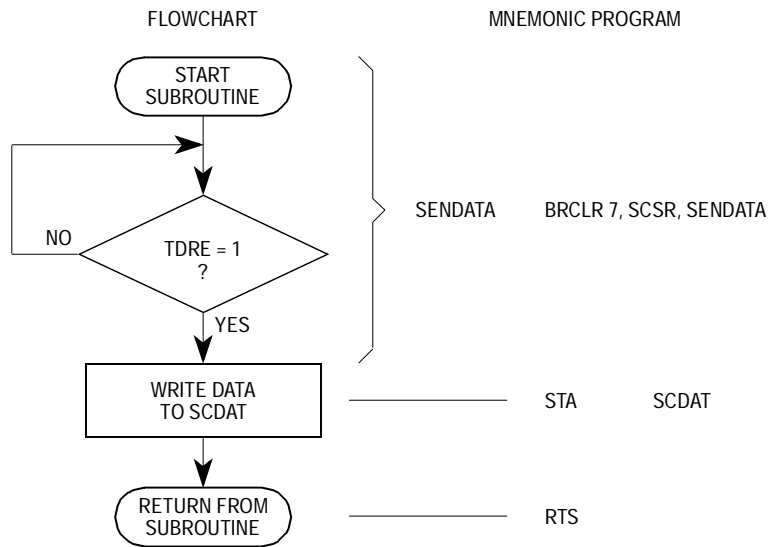 FLOWCHART MNEMONIC PROGRAM
START
SUBROUTINE
SENDATA BRCLR 7, SCSR, SENDATA
NO
TDRE = 1
?
YES
WRITE DATA
TO SCDAT
STA SCDAT
RETURN FROM
SUBROUTINE
RTS